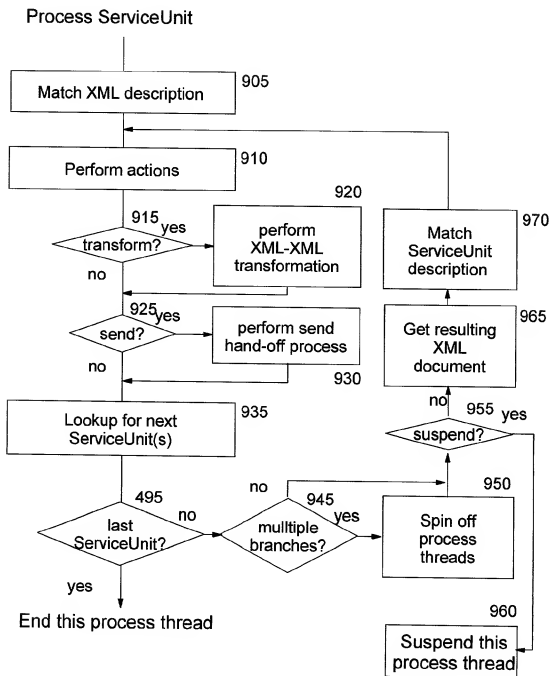 Process ServiceUnit
905
Match XML description
910
Perform actions
915
yes
transform?
no
920
perform
XML-XML
transformation
970
Match
ServiceUnit
description
925
yes
send?
no
perform send
hand-off process
930
965
Get resulting
XML
document
no
955
yes
suspend?
935
Lookup for next
ServiceUnit(s)
495
last
ServiceUnit?
no
yes
End this process thread
no
945
yes
mulltiple
branches?
950
Spin off
process
threads
960
Suspend this
process thread